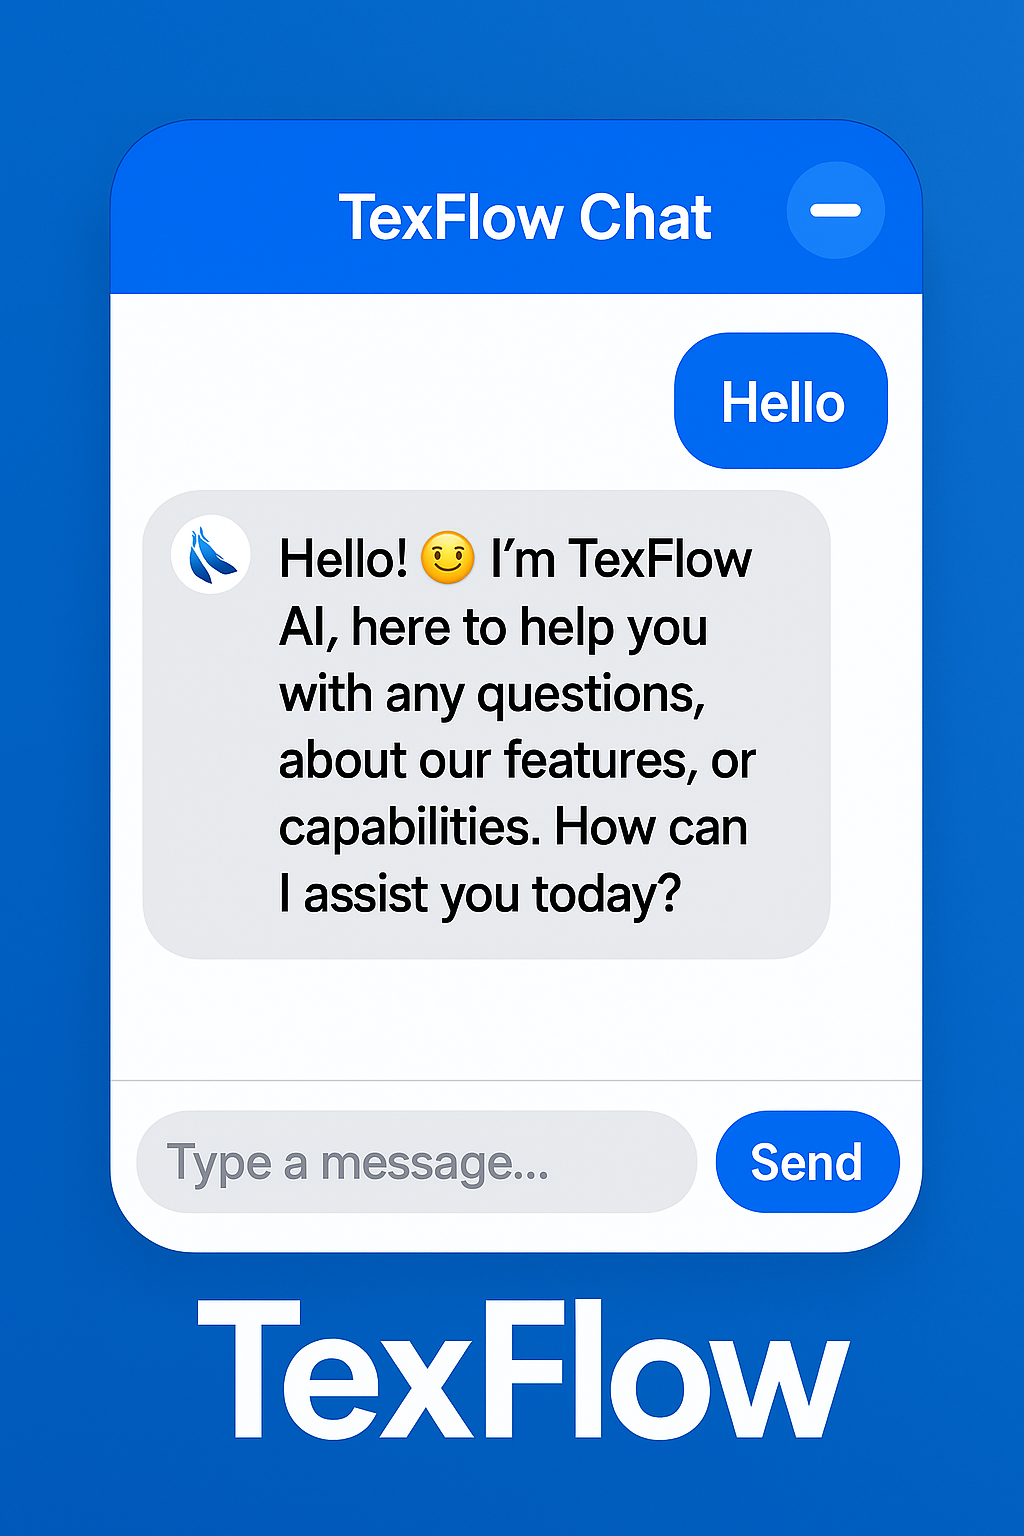 TexFlow Chat
Hello
Hello! 🙂 I’m TexFlow
AI, here to help you
with any questions,
about our features, or
capabilities. How can
I assist you today?
Type a message...
Send
TexFlow